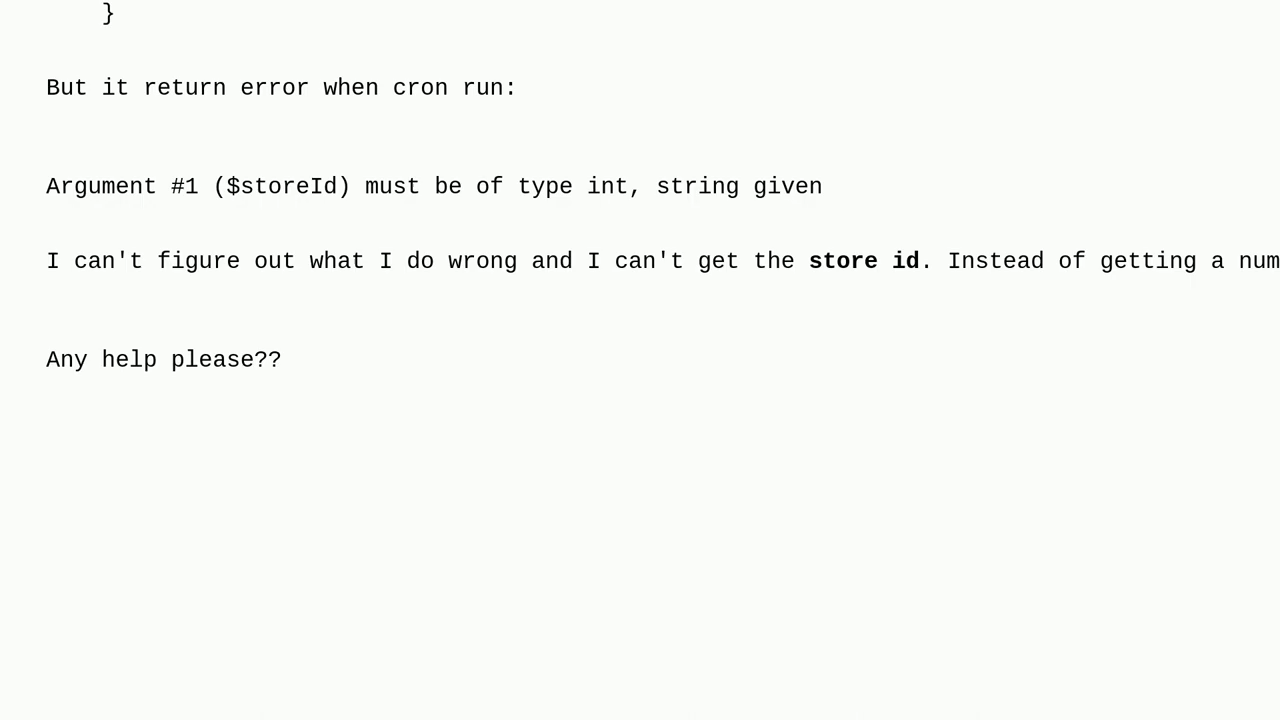 }
But it return error when cron run:
Argument #1 ($storeId) must be of type int, string given
I can't figure out what I do wrong and I can't get the store id. Instead of getting a num
Any help please??